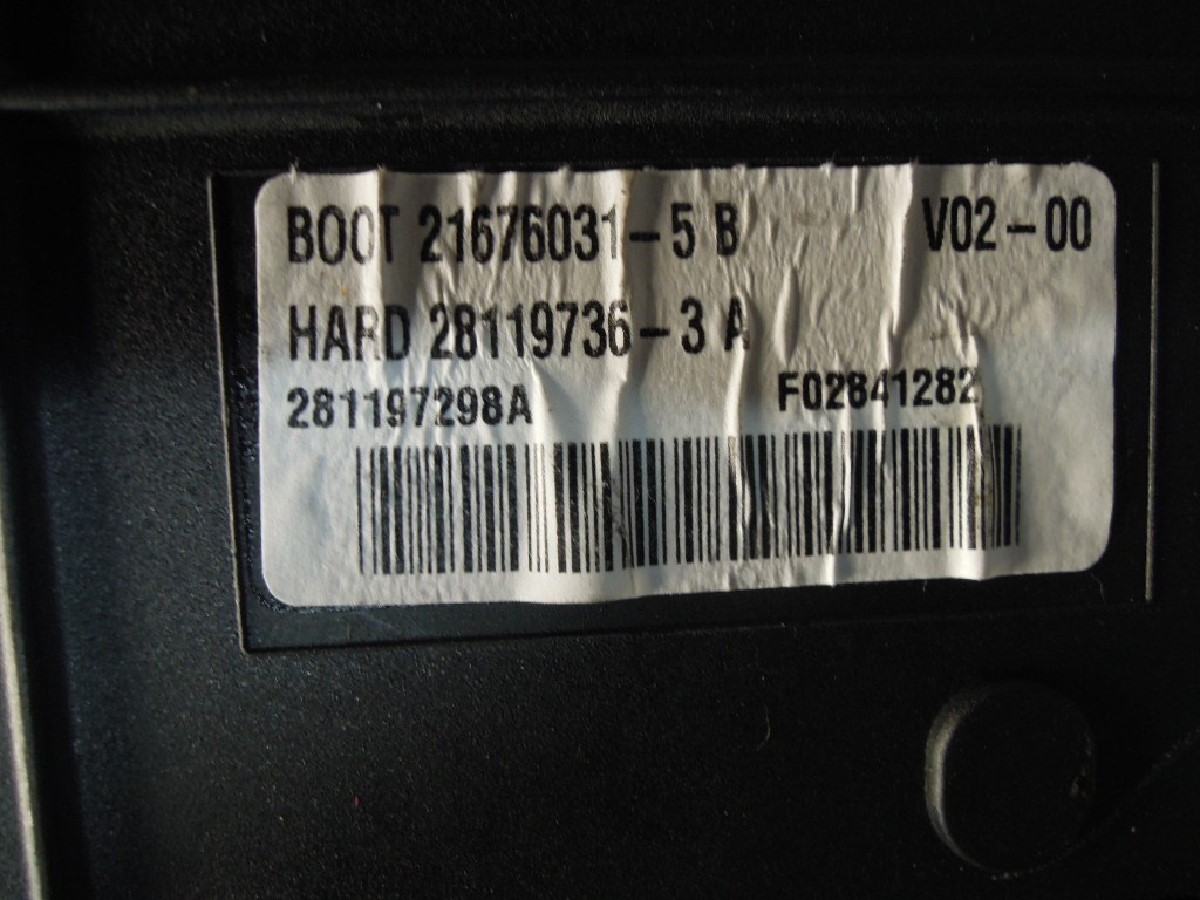 BOOT 21676031-5 B V02-00
HARD 28119736-3 A
281197298A F02841282